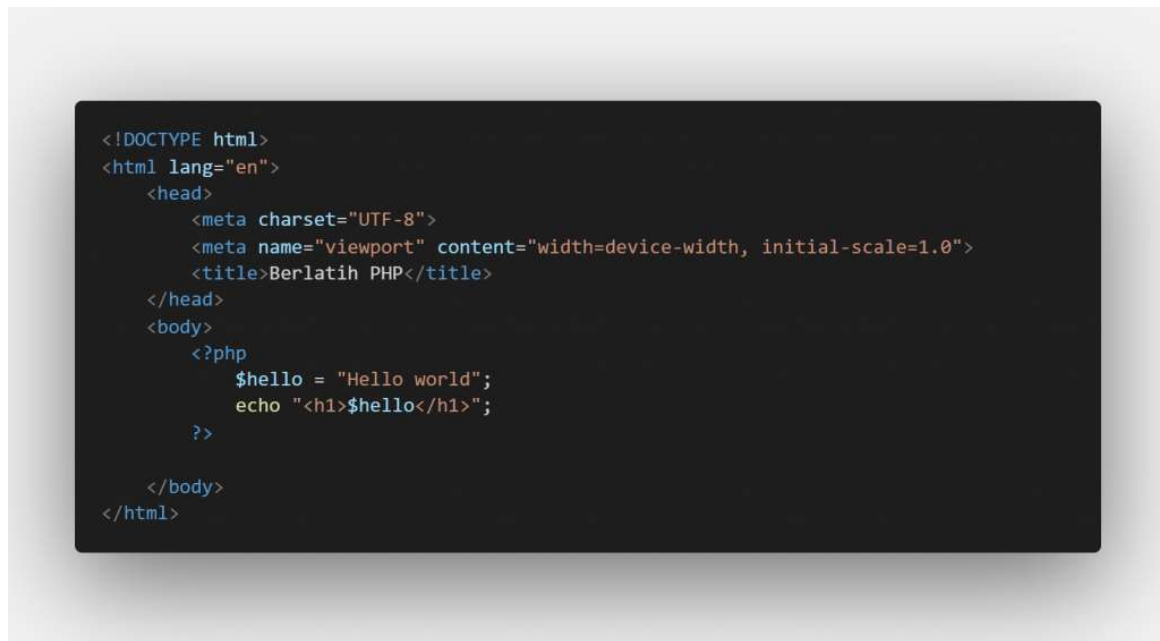 <!DOCTYPE html>
<html lang="en">
    <head>
        <meta charset="UTF-8">
        <meta name="viewport" content="width=device-width, initial-scale=1.0">
        <title>Berlatih PHP</title>
    </head>
    <body>
        <?php
            $hello = "Hello world";
            echo "<h1>$hello</h1>";
        ?>
    </body>
</html>